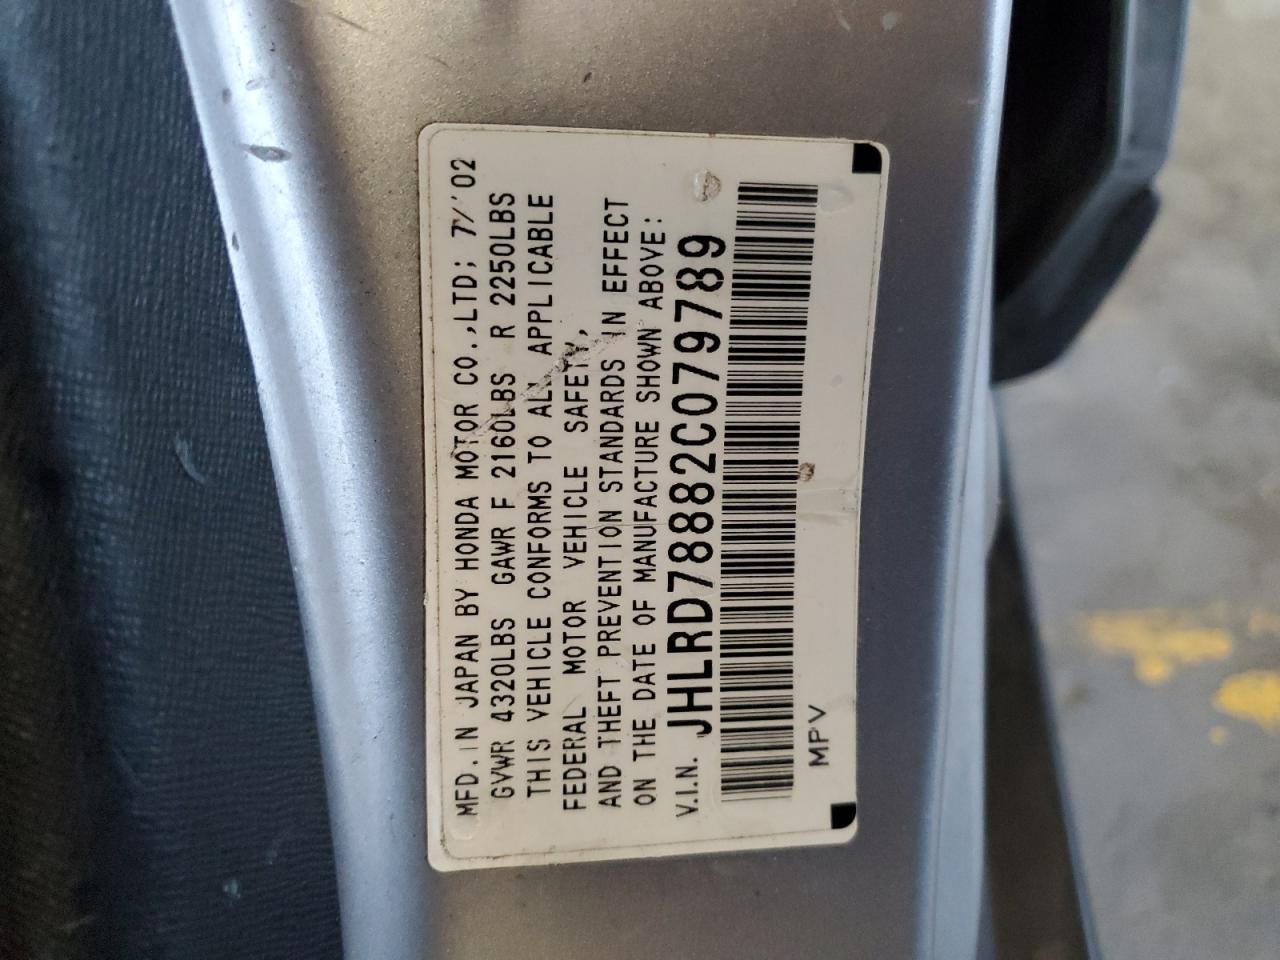 MFD. IN JAPAN BY HONDA MOTOR CO.,LTD; 7/'02
GVWR 4320LBS GAWR F 2160LBS R 2250LBS
THIS VEHICLE CONFORMS TO ALL APPLICABLE
FEDERAL MOTOR VEHICLE SAFETY,
AND THEFT PREVENTION STANDARDS IN EFFECT
ON THE DATE OF MANUFACTURE SHOWN ABOVE:
V.I.N. JHLRD78882C079789
MPV